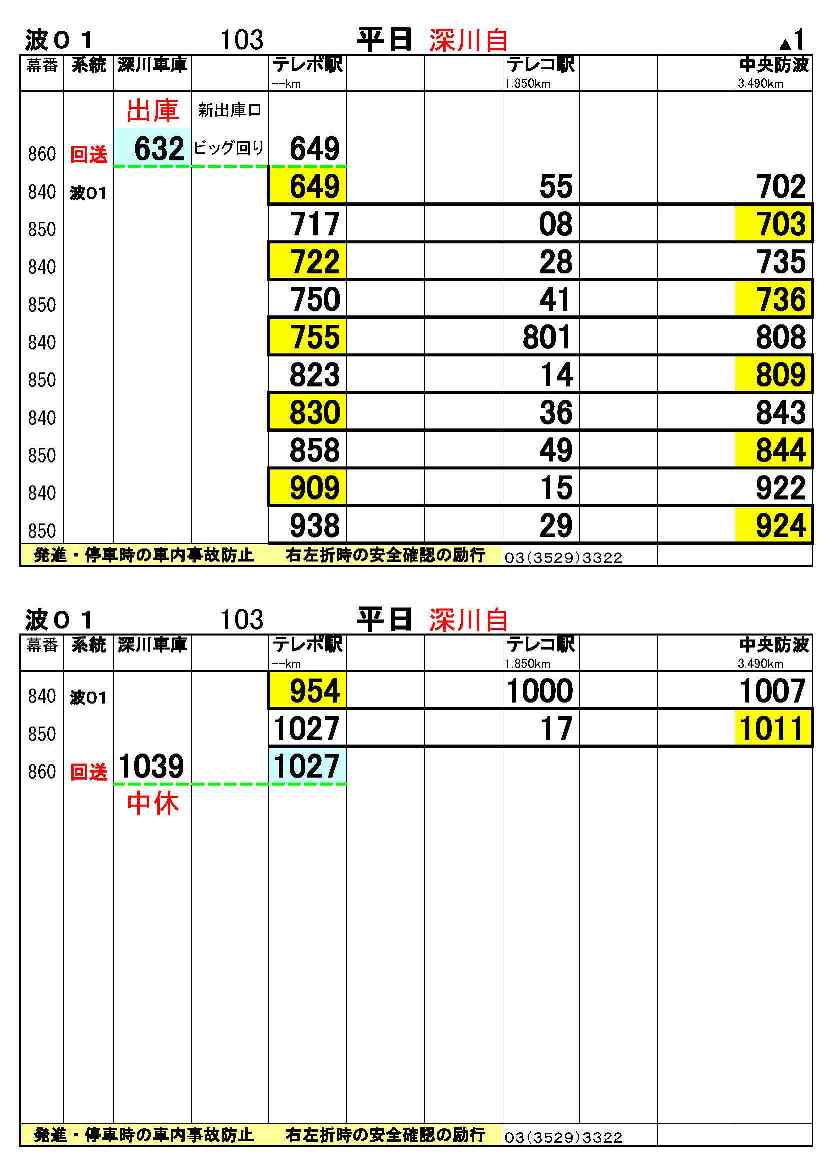 波01 103 平日 深川自 ▲1
幕番 系統 深川車庫 テレポ駅 テレコ駅 中央防波
--km 1.850km 3.490km
出庫 新出庫口
860 回送 632 ビッグ回り 649
840 波01 649 55 702
850 717 08 703
840 722 28 735
850 750 41 736
840 755 801 808
850 823 14 809
840 830 36 843
850 858 49 844
840 909 15 922
850 938 29 924
発進・停車時の車内事故防止 右左折時の安全確認の励行 03(3529)3322
波01 103 平日 深川自
幕番 系統 深川車庫 テレポ駅 テレコ駅 中央防波
--km 1.850km 3.490km
840 波01 954 1000 1007
850 1027 17 1011
860 回送 1039 1027
中休
発進・停車時の車内事故防止 右左折時の安全確認の励行 03(3529)3322